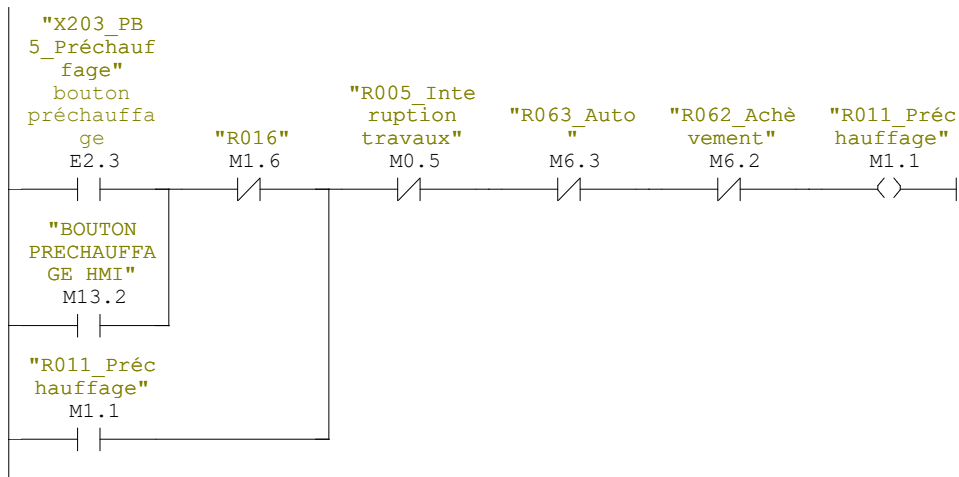 "X203_PB
5_Préchauf
fage"
bouton
préchauffa
ge
E2.3
"R016"
M1.6
"R005_Inte
ruption
travaux"
M0.5
"R063_Auto
"
M6.3
"R062_Achè
vement"
M6.2
"R011_Préc
hauffage"
M1.1
"BOUTON
PRECHAUFFA
GE HMI"
M13.2
"R011_Préc
hauffage"
M1.1